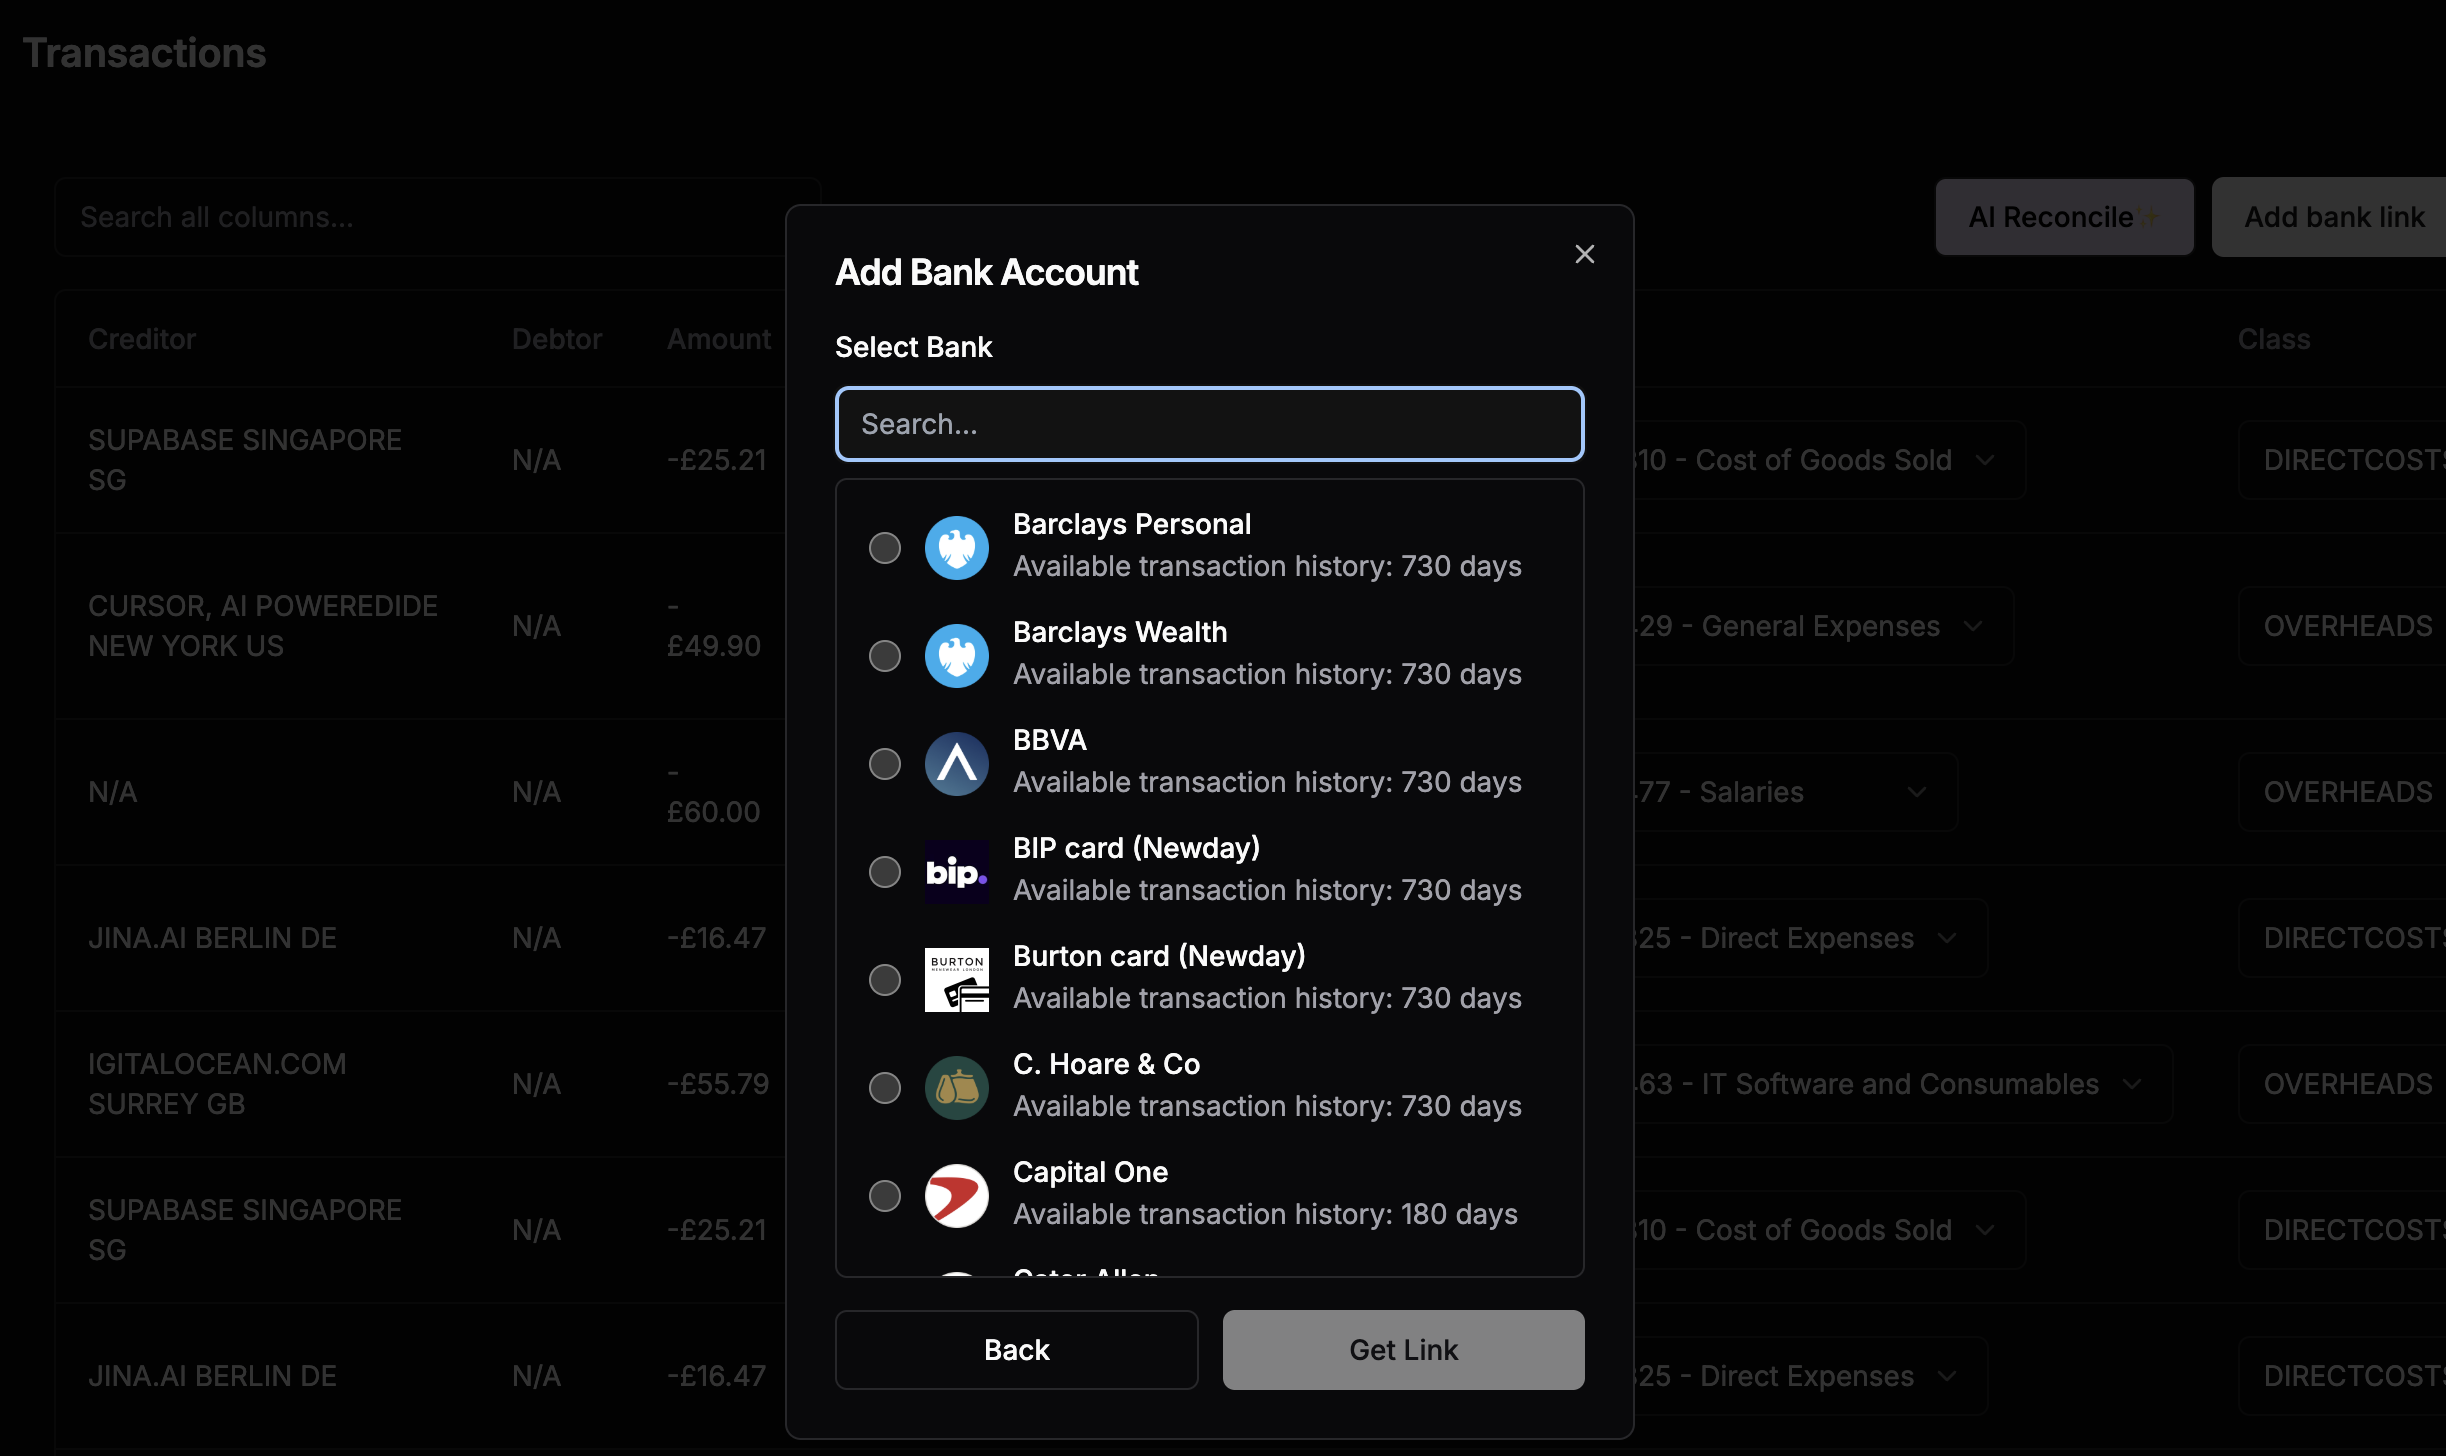 Transactions
Search all columns...
AI Reconcile
Add bank link
Creditor Debtor Amount Class
SUPABASE SINGAPORE
SG
N/A
-£25.21
10 - Cost of Goods Sold
CURSOR, AI POWEREDIDE
NEW YORK US
N/A
-
£49.90
29 - General Expenses
OVERHEADS
N/A
N/A
-
£60.00
77 - Salaries
OVERHEADS
JINA.AI BERLIN DE
N/A
-£16.47
25 - Direct Expenses
IGITALOCEAN.COM
SURREY GB
N/A
-£55.79
63 - IT Software and Consumables
OVERHEADS
SUPABASE SINGAPORE
SG
N/A
-£25.21
10 - Cost of Goods Sold
JINA.AI BERLIN DE
N/A
-£16.47
25 - Direct Expenses
Add Bank Account
Select Bank
Search...
Barclays Personal
Available transaction history: 730 days
Barclays Wealth
Available transaction history: 730 days
BBVA
Available transaction history: 730 days
bip.
BIP card (Newday)
Available transaction history: 730 days
BURTON
MENSWEAR LONDON
Burton card (Newday)
Available transaction history: 730 days
C. Hoare & Co
Available transaction history: 730 days
Capital One
Available transaction history: 180 days
Back
Get Link